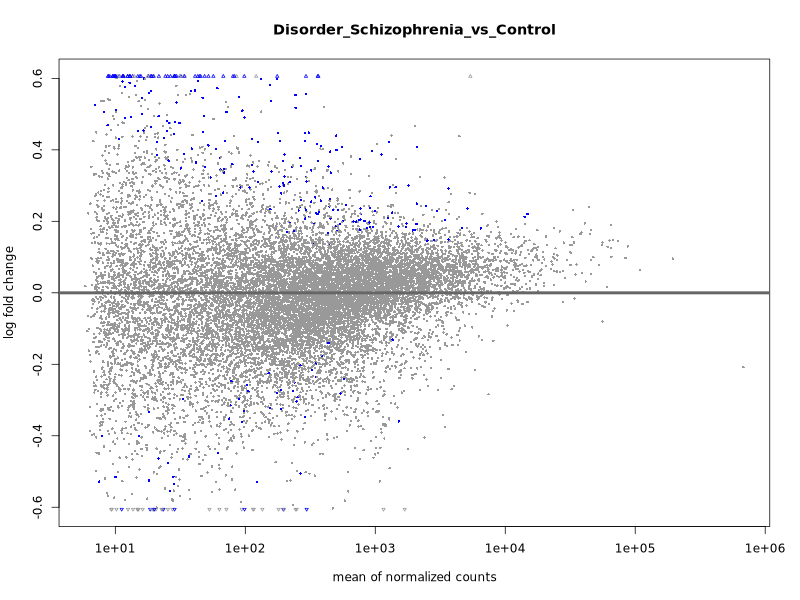 Disorder_Schizophrenia_vs_Control
log fold change
0.6
0.4
0.2
0.0
-0.2
-0.4
-0.6
1e+01 1e+02 1e+03 1e+04 1e+05 1e+06
mean of normalized counts